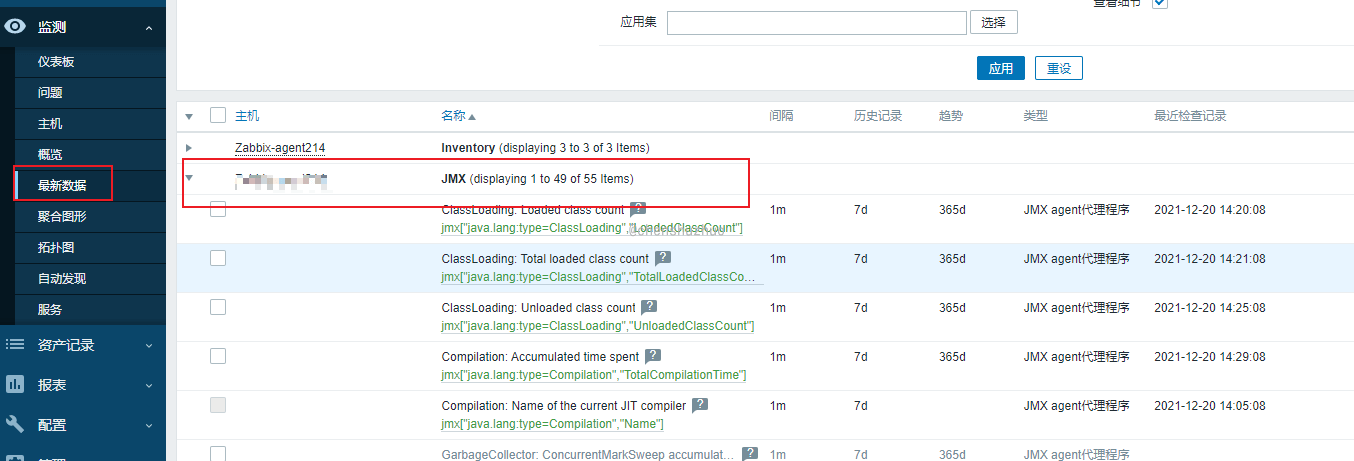 查看细节
监测
应用集
选择
应用
重设
仪表板
问题
主机
概览
最新数据
聚合图形
拓扑图
自动发现
服务
资产记录
报表
配置
管理
主机 名称 间隔 历史记录 趋势 类型 最近检查记录
Zabbix-agent214 Inventory (displaying 3 to 3 of 3 Items)
JMX (displaying 1 to 49 of 55 Items)
ClassLoading: Loaded class count ? 1m 7d 365d JMX agent代理程序 2021-12-20 14:20:08
jmx["java.lang:type=ClassLoading","LoadedClassCount"]
ClassLoading: Total loaded class count ? 1m 7d 365d JMX agent代理程序 2021-12-20 14:21:08
jmx["java.lang:type=ClassLoading","TotalLoadedClassCo…
ClassLoading: Unloaded class count ? 1m 7d 365d JMX agent代理程序 2021-12-20 14:25:08
jmx["java.lang:type=ClassLoading","UnloadedClassCount"]
Compilation: Accumulated time spent ? 1m 7d 365d JMX agent代理程序 2021-12-20 14:29:08
jmx["java.lang:type=Compilation","TotalCompilationTime"]
Compilation: Name of the current JIT compiler ? 1m 7d JMX agent代理程序 2021-12-20 14:05:08
jmx["java.lang:type=Compilation","Name"]
GarbageCollector: ConcurrentMarkSweep accumulat… ? 1m 7d 365d JMX agent代理程序 2021-12-20 14:30:08